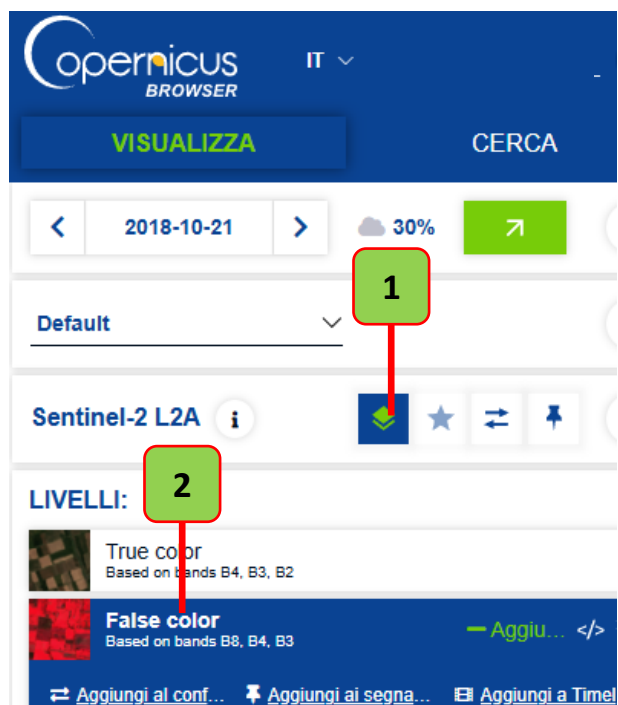 Copernicus
BROWSER
IT
VISUALIZZA
CERCA
2018-10-21
30%
1
Default
Sentinel-2 L2A
i
2
LIVELLI:
True color
Based on bands B4, B3, B2
False color
Based on bands B8, B4, B3
Aggiu... </>
Aggiungi al conf... Aggiungi ai segna... Aggiungi a Timel